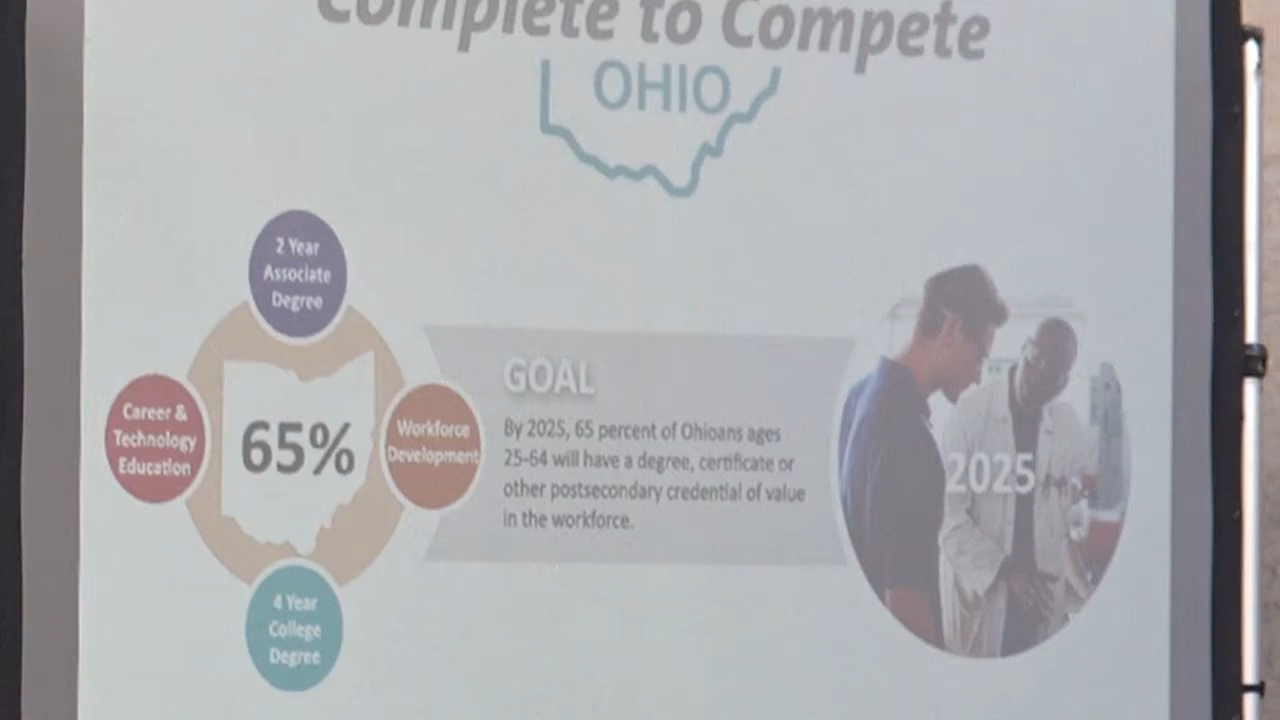 Complete to Compete
OHIO
2 Year
Associate
Degree
Career &
Technology
Education
65%
Workforce
Development
4 Year
College
Degree
GOAL
By 2025, 65 percent of Ohioans ages
25-64 will have a degree, certificate or
other postsecondary credential of value
in the workforce.
2025